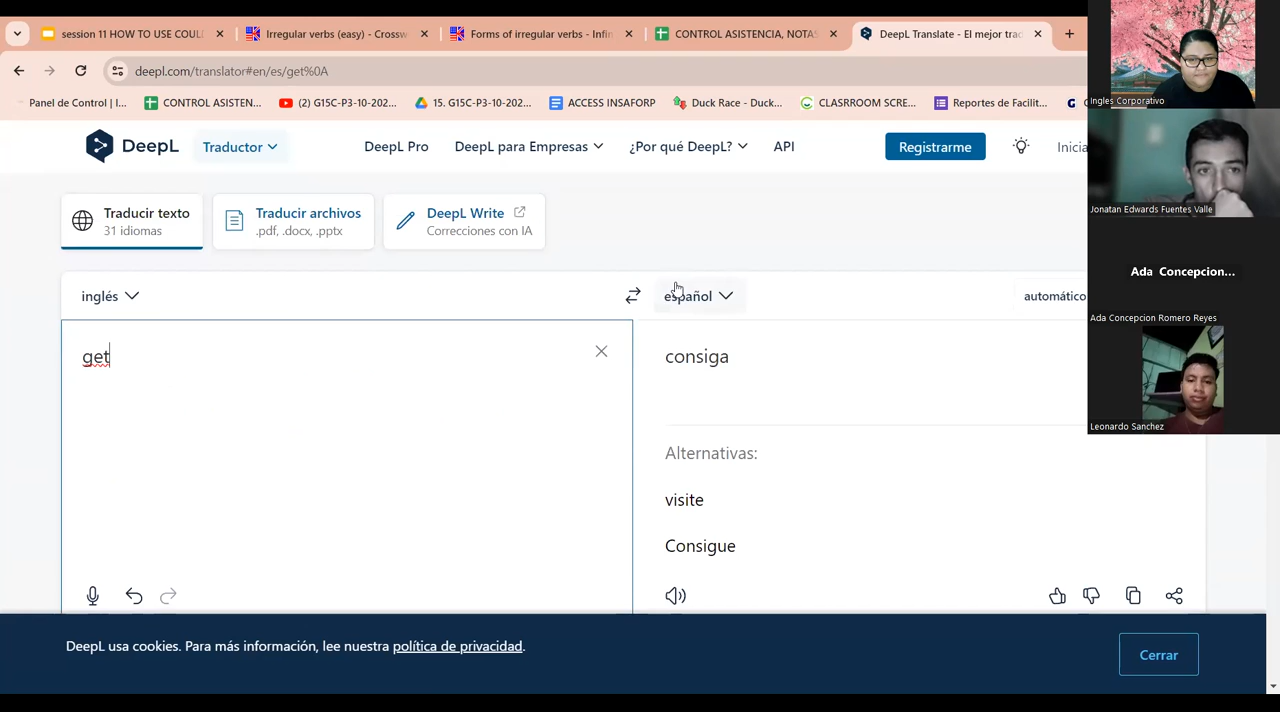 session 11 HOW TO USE COUL
Irregular verbs (easy) - Crossw
Forms of irregular verbs - Infin
CONTROL ASISTENCIA, NOTAS
DeepL Translate - El mejor trad
deepl.com/translator#en/es/get%0A
Panel de Control | I...
CONTROL ASISTEN...
(2) G15C-P3-10-202...
15. G15C-P3-10-202...
ACCESS INSAFORP
Duck Race - Duck...
CLASRROOM SCRE...
Reportes de Facilit...
DeepL
Traductor
DeepL Pro
DeepL para Empresas
¿Por qué DeepL?
API
Registrarme
Inicia
Traducir texto
31 idiomas
Traducir archivos
.pdf, .docx, .pptx
DeepL Write
Correcciones con IA
inglés
español
automático
get
consiga
Alternativas:
visite
Consigue
DeepL usa cookies. Para más información, lee nuestra política de privacidad.
Cerrar
Ingles Corporativo
Jonatan Edwards Fuentes Valle
Ada Concepcion...
Ada Concepcion Romero Reyes
Leonardo Sanchez